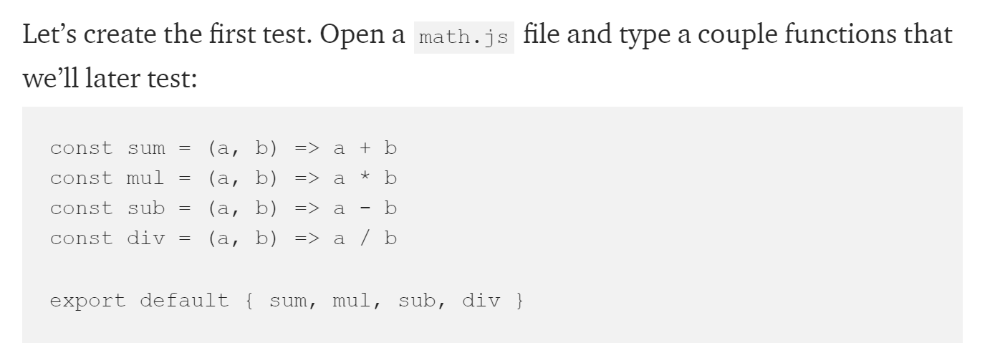 Let’s create the first test. Open a math.js file and type a couple functions that
we’ll later test:
const sum = (a, b) => a + b
const mul = (a, b) => a * b
const sub = (a, b) => a - b
const div = (a, b) => a / b
export default { sum, mul, sub, div }